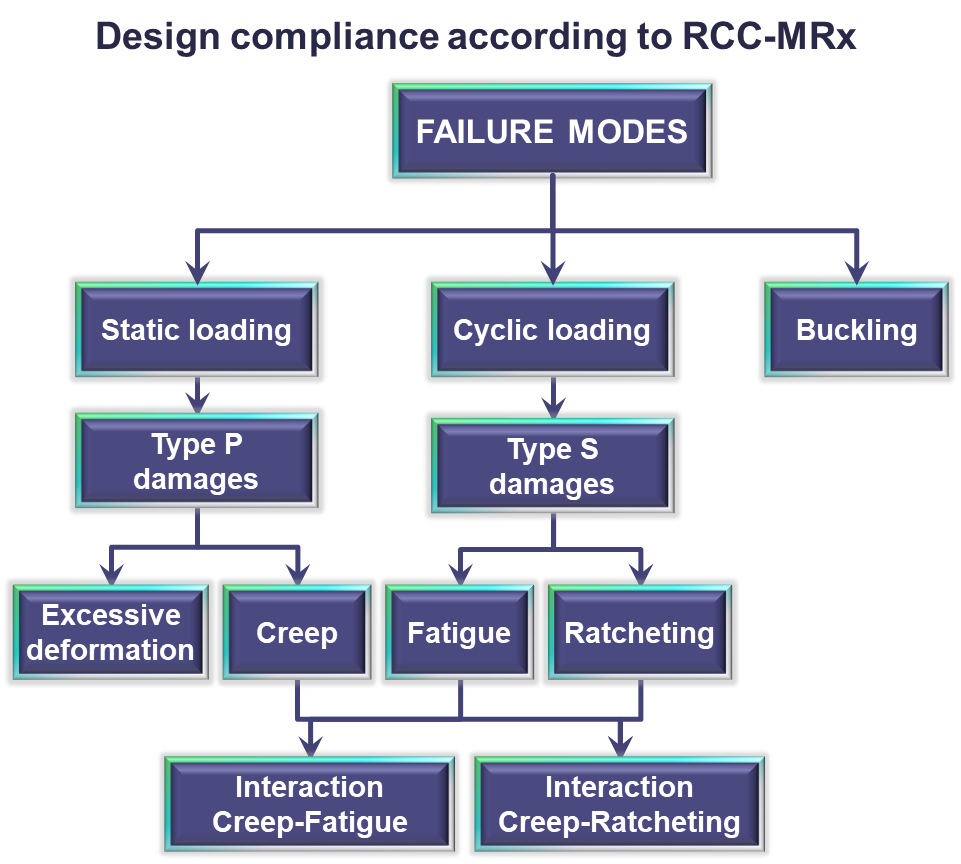 Design compliance according to RCC-MRx
FAILURE MODES
Static loading
Cyclic loading
Buckling
Type P
damages
Type S
damages
Excessive
deformation
Creep
Fatigue
Ratcheting
Interaction
Creep-Fatigue
Interaction
Creep-Ratcheting